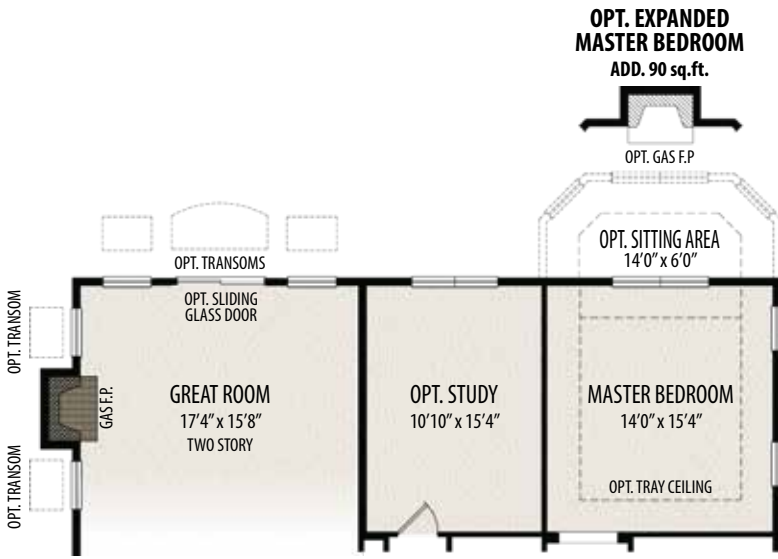 OPT. EXPANDED
MASTER BEDROOM
ADD. 90 sq.ft.
OPT. GAS F.P
OPT. SITTING AREA
14'0" x 6'0"
OPT. TRANSOMS
OPT. SLIDING
GLASS DOOR
OPT. TRANSOM
GAS F.P.
OPT. TRANSOM
GREAT ROOM
17'4" x 15'8"
TWO STORY
OPT. STUDY
10'10" x 15'4"
MASTER BEDROOM
14'0" x 15'4"
OPT. TRAY CEILING